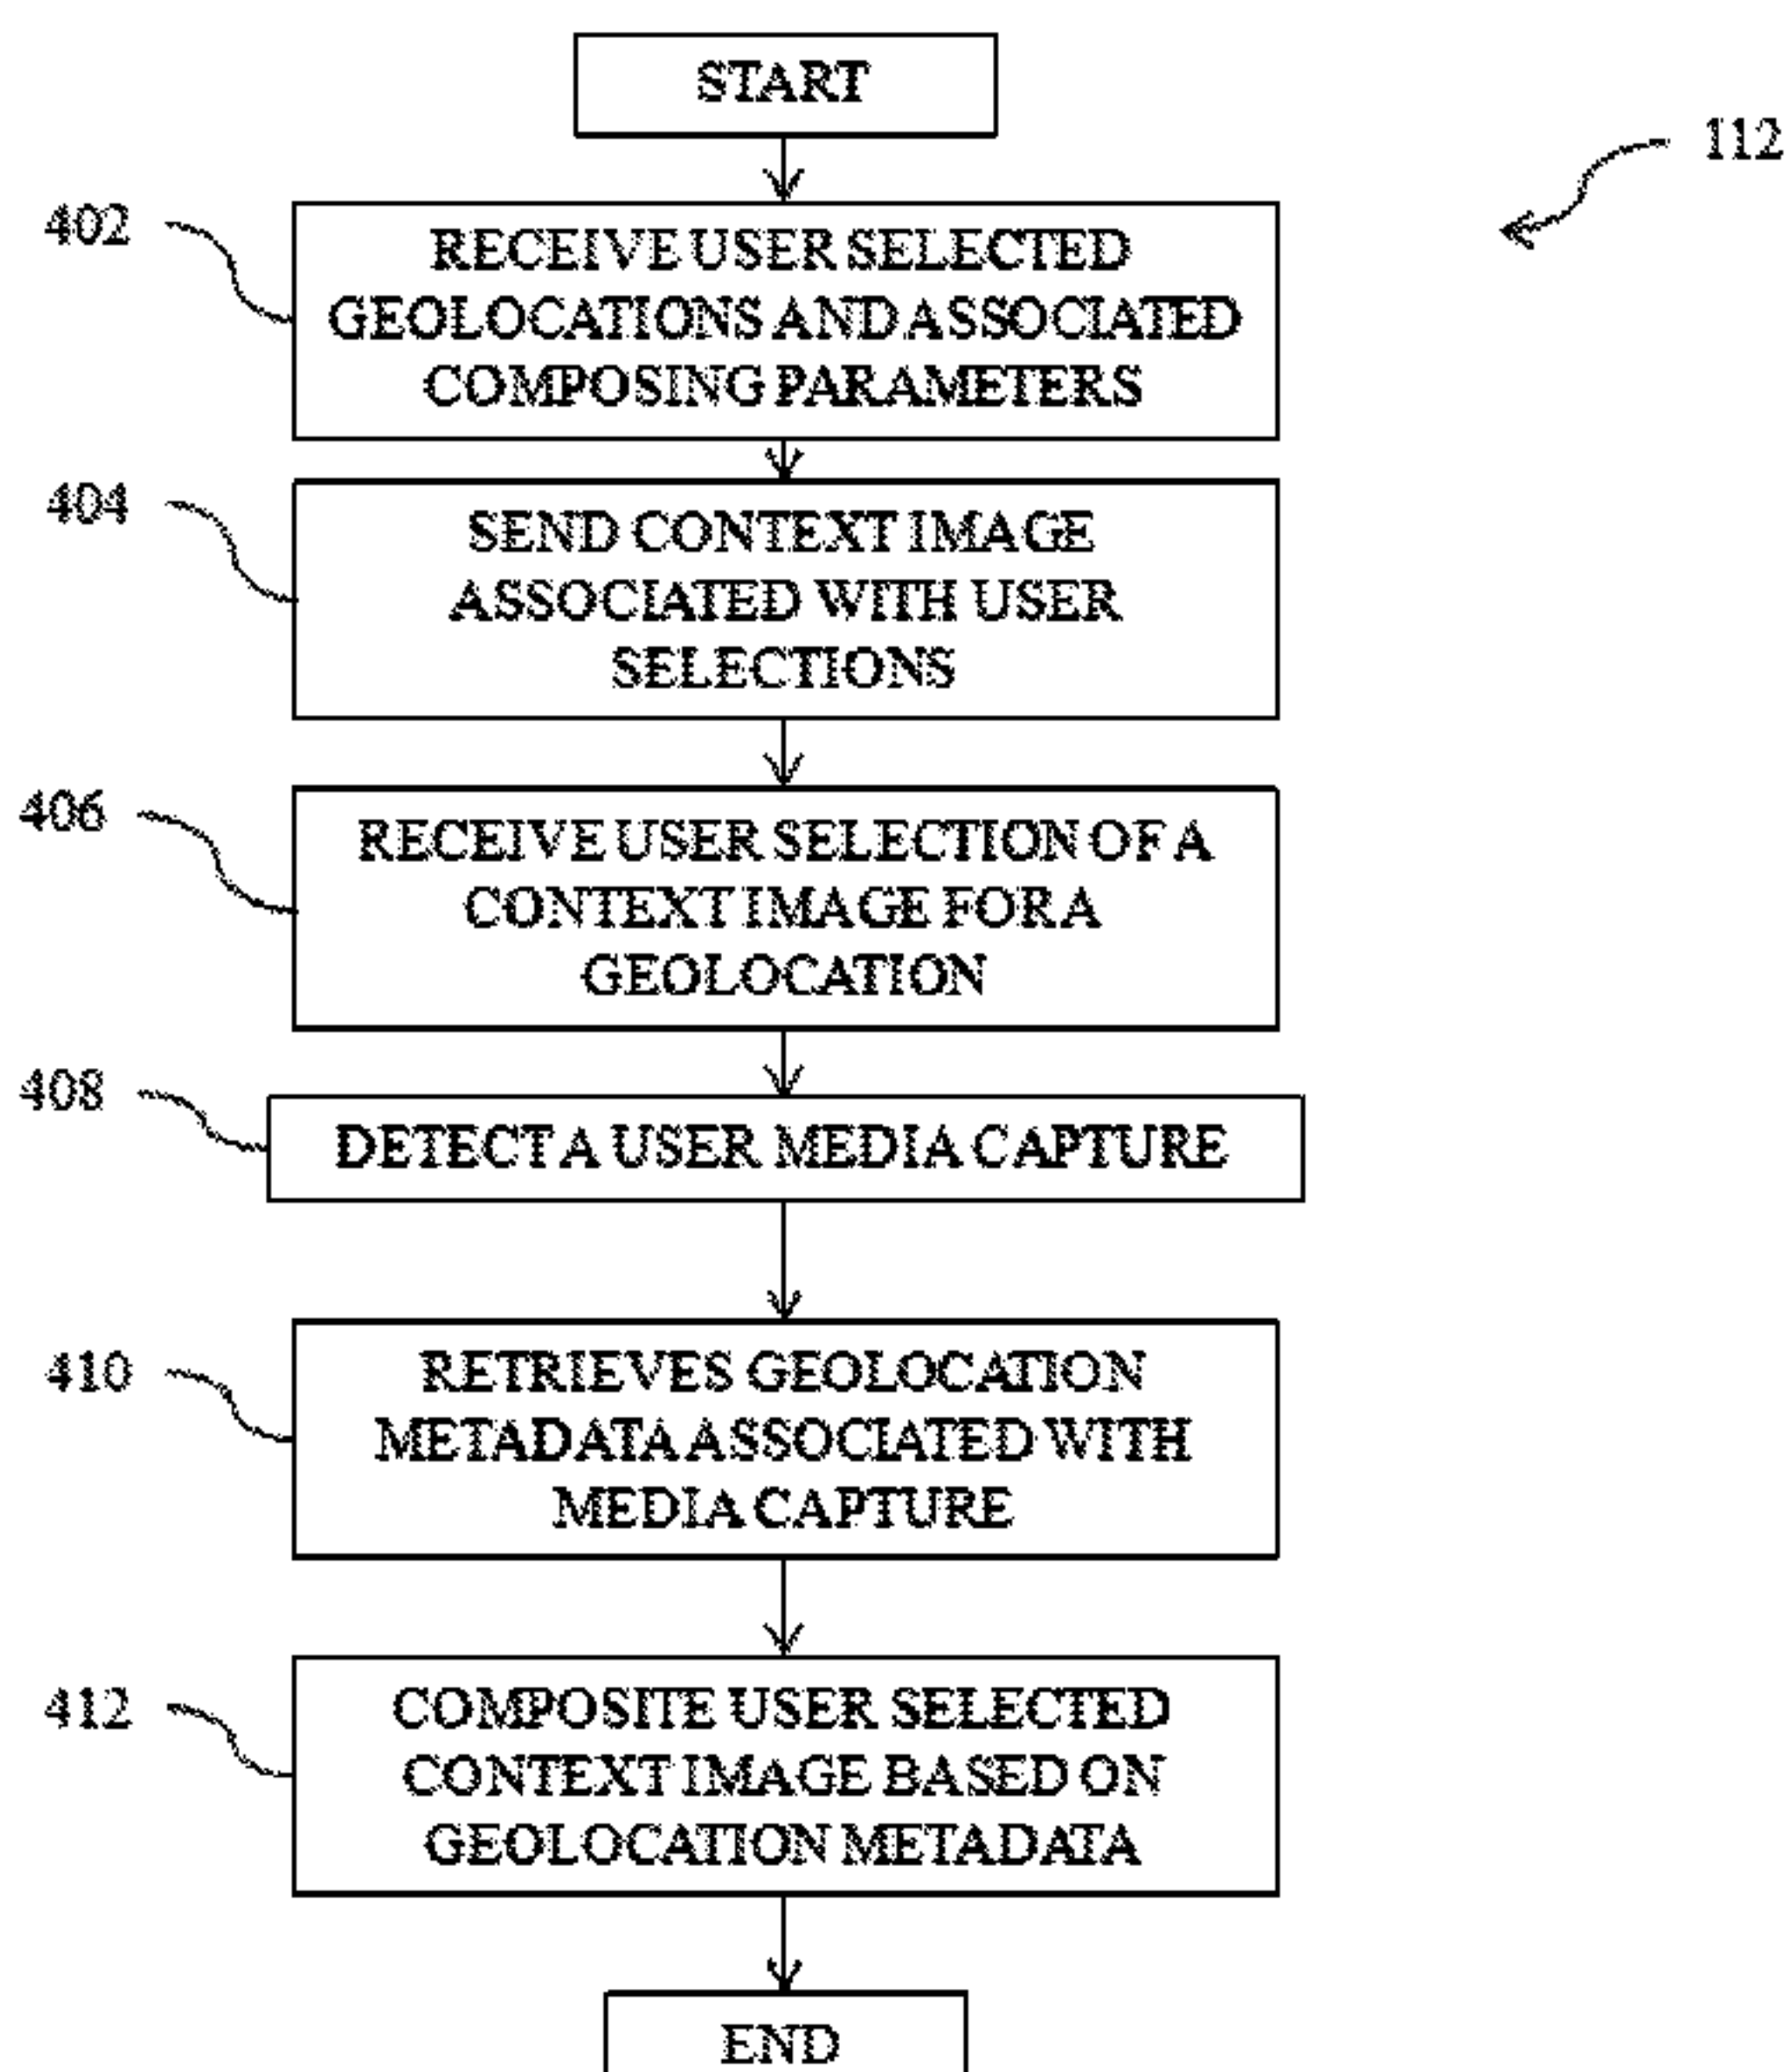 START
112
402
RECEIVE USER SELECTED
GEOLOCATIONS AND ASSOCIATED
COMPOSING PARAMETERS
404
SEND CONTEXT IMAGE
ASSOCIATED WITH USER
SELECTIONS
406
RECEIVE USER SELECTION OF A
CONTEXT IMAGE FOR A
GEOLOCATION
408
DETECT A USER MEDIA CAPTURE
410
RETRIEVES GEOLOCATION
METADATA ASSOCIATED WITH
MEDIA CAPTURE
412
COMPOSITE USER SELECTED
CONTEXT IMAGE BASED ON
GEOLOCATION METADATA
END